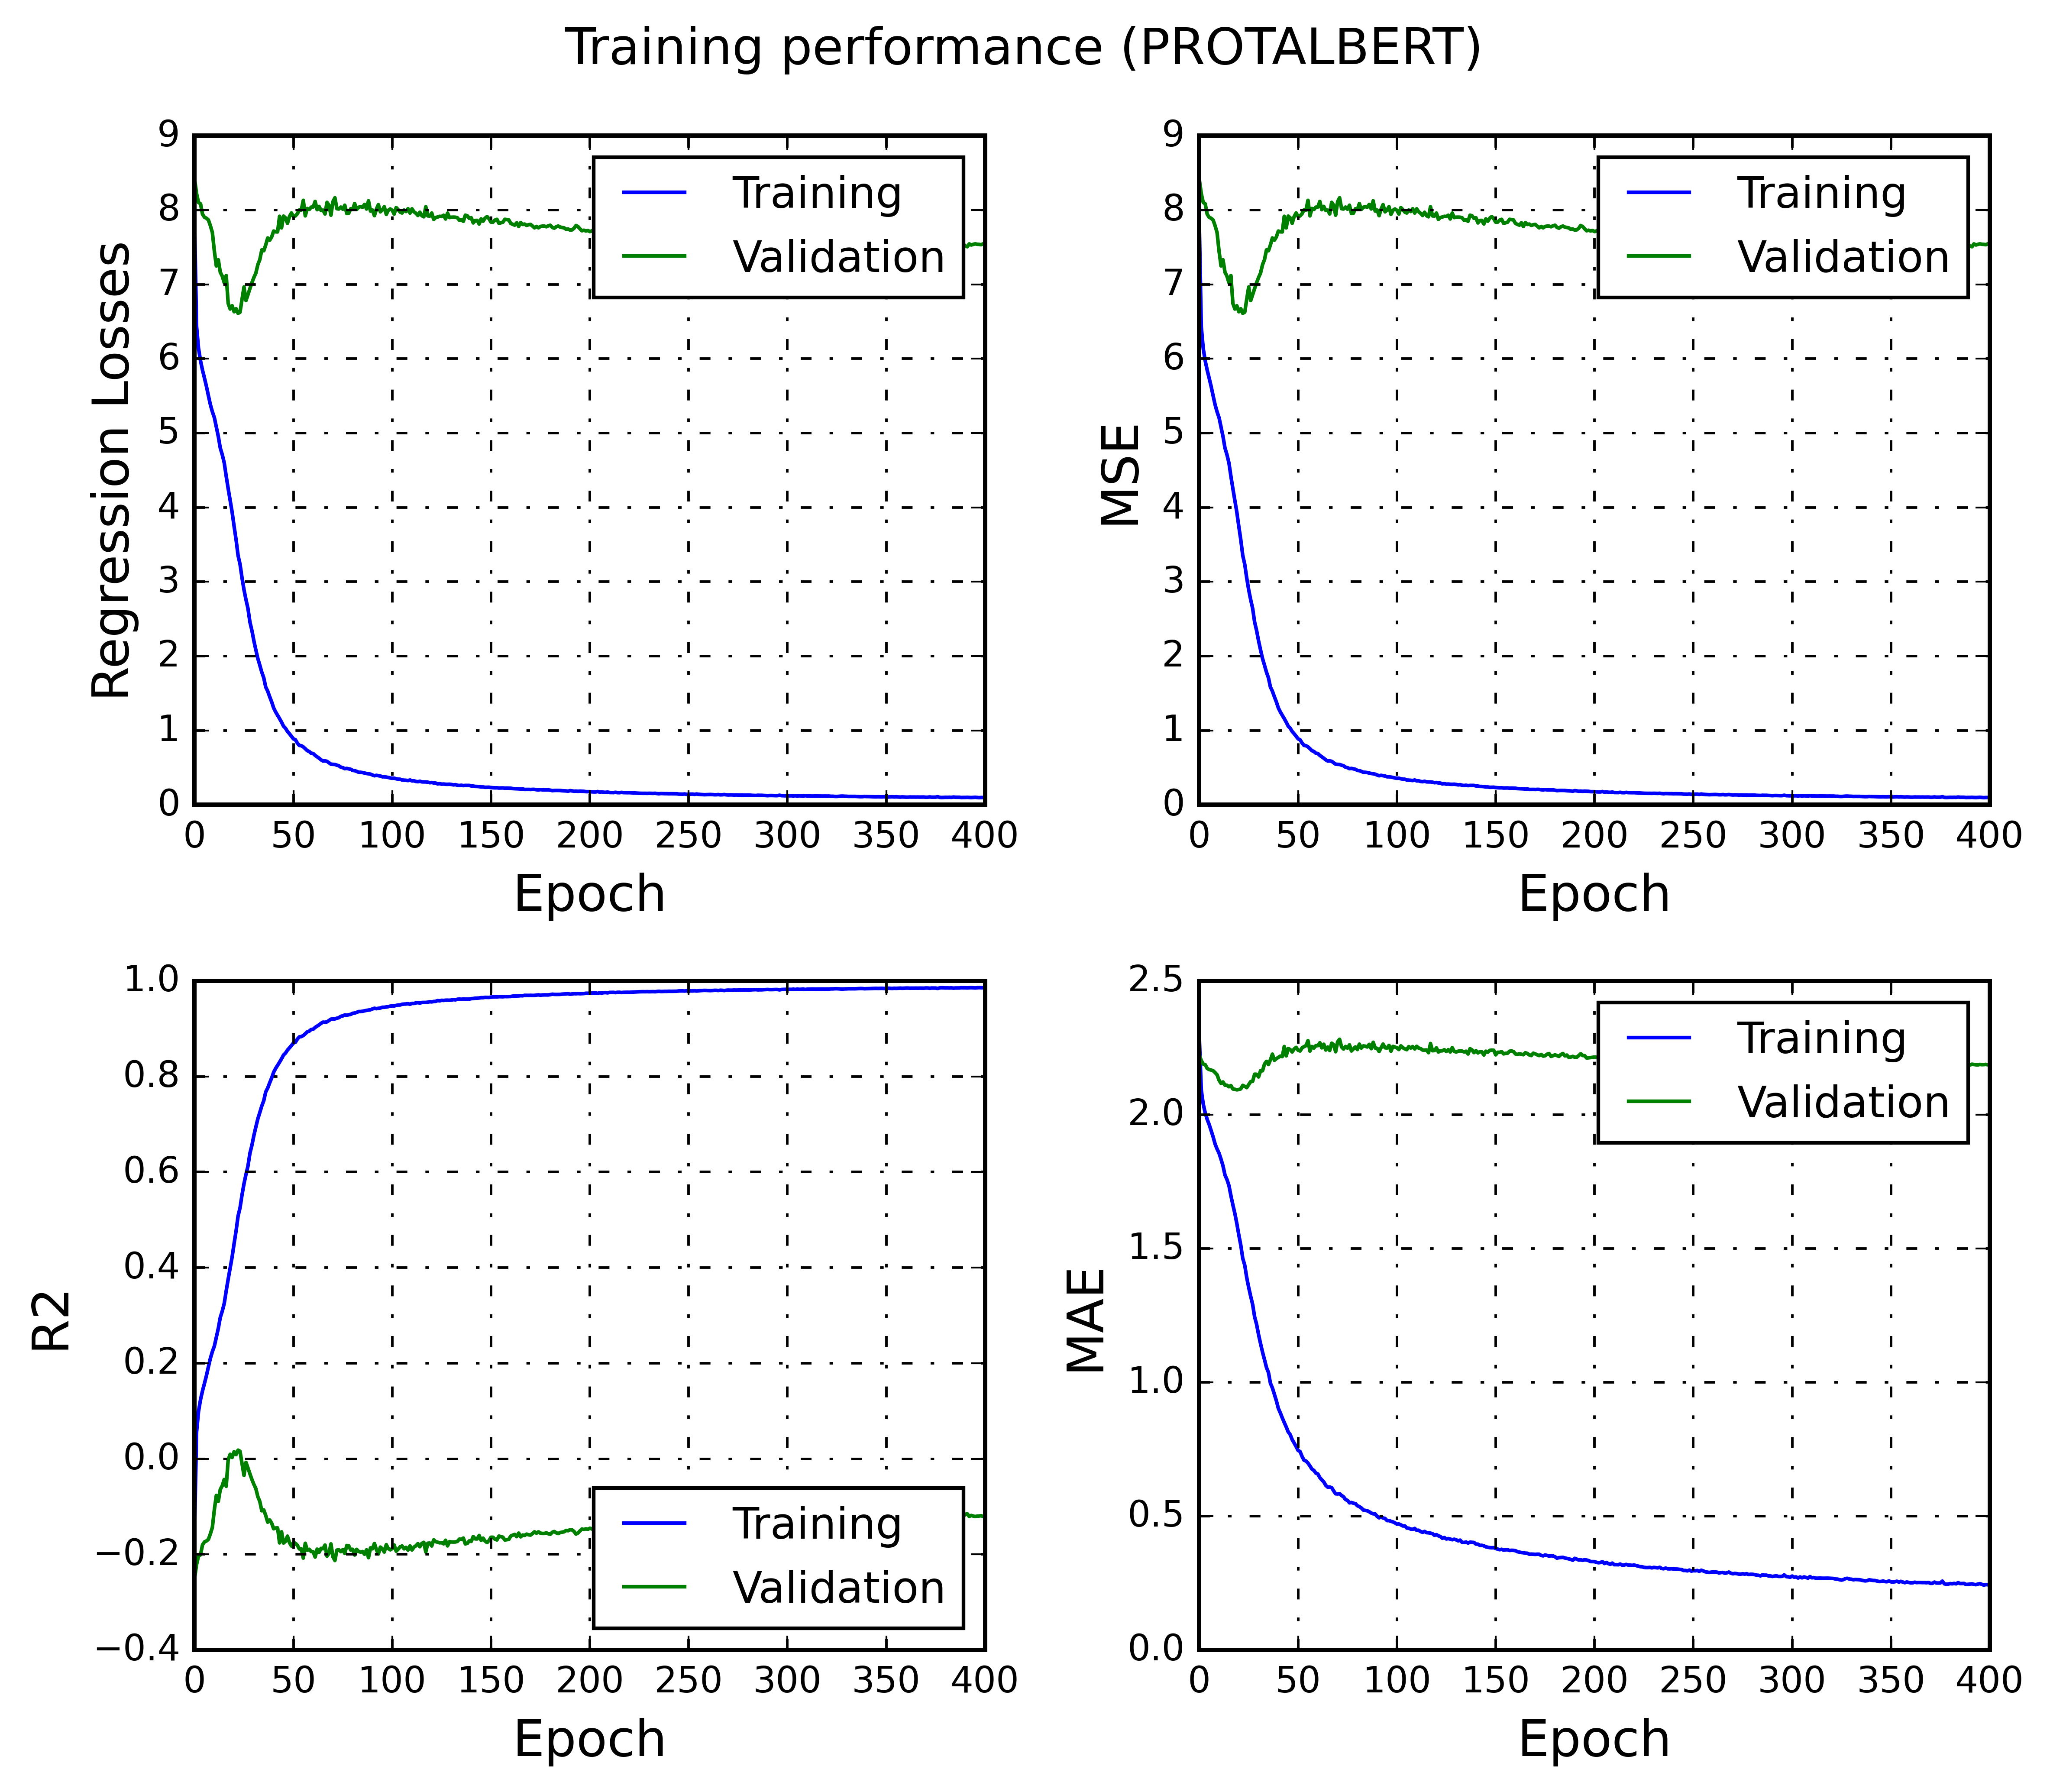 Training performance (PROTALBERT)
9
8
7
6
5
4
3
2
1
0
Regression Losses
Training
Validation
0 50 100 150 200 250 300 350 400
Epoch
9
8
7
6
5
4
3
2
1
0
MSE
Training
Validation
0 50 100 150 200 250 300 350 400
Epoch
1.0
0.8
0.6
0.4
0.2
0.0
−0.2
−0.4
R2
Training
Validation
0 50 100 150 200 250 300 350 400
Epoch
2.5
2.0
1.5
1.0
0.5
0.0
MAE
Training
Validation
0 50 100 150 200 250 300 350 400
Epoch